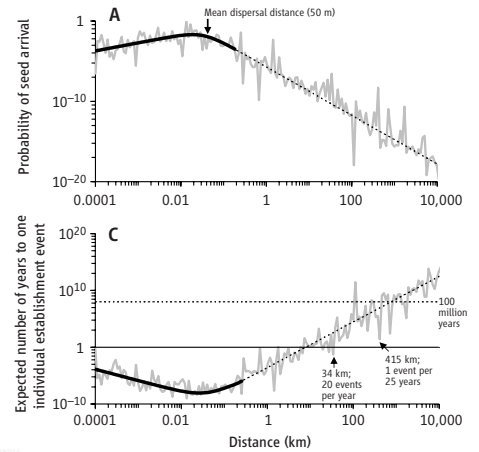 A
Mean dispersal distance (50 m)
Probability of seed arrival
1
10⁻¹⁰
10⁻²⁰
0.0001 0.01 1 100 10,000
C
Expected number of years to one
individual establishment event
10²⁰
10¹⁰
1
10⁻¹⁰
100
million
years
34 km;
20 events
per year
415 km;
1 event per
25 years
0.0001 0.01 1 100 10,000
Distance (km)